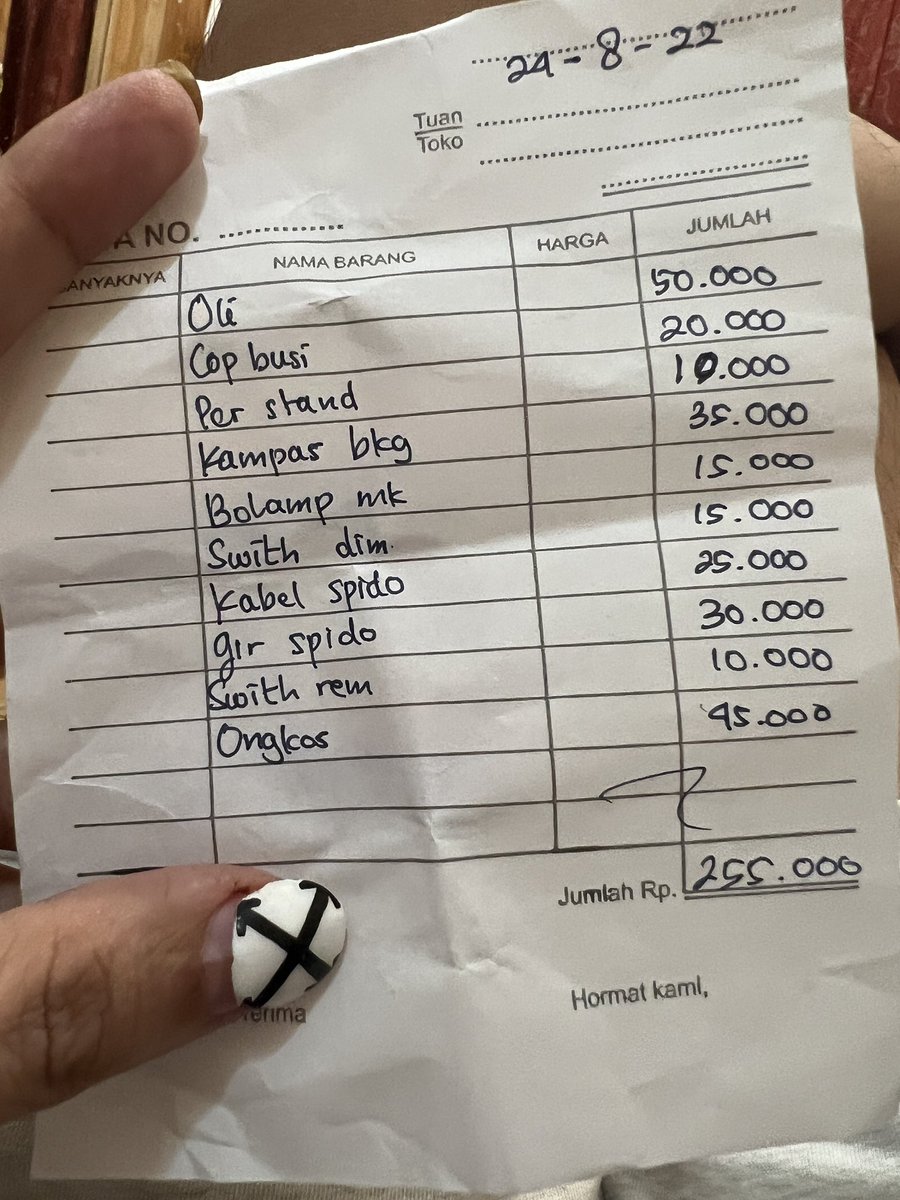 24-8-22
Tuan
Toko
A NO.
ANYAKNYA NAMA BARANG HARGA JUMLAH
Oli 50.000
Cop busi 20.000
Per stand 10.000
Kampas bkg 35.000
Bolamp mk 15.000
Swith dim. 15.000
Kabel spido 25.000
gir spido 30.000
Swith rem 10.000
Ongkos 45.000
Jumlah Rp. 255.000
Hormat kami,
erima